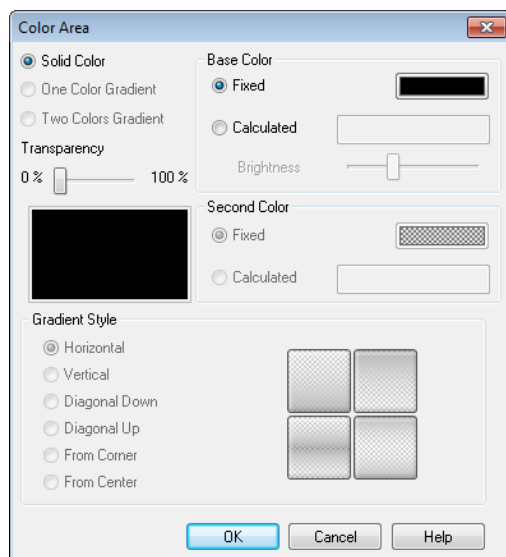 Color Area
Solid Color
One Color Gradient
Two Colors Gradient
Transparency
0 % 100 %
Base Color
Fixed
Calculated
Brightness
Second Color
Fixed
Calculated
Gradient Style
Horizontal
Vertical
Diagonal Down
Diagonal Up
From Corner
From Center
OK Cancel Help